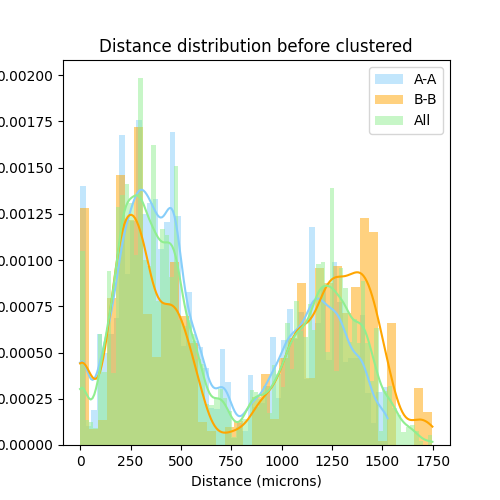 Distance distribution before clustered
A-A
B-B
All
0.00200
0.00175
0.00150
0.00125
0.00100
0.00075
0.00050
0.00025
0.00000
0 250 500 750 1000 1250 1500 1750
Distance (microns)